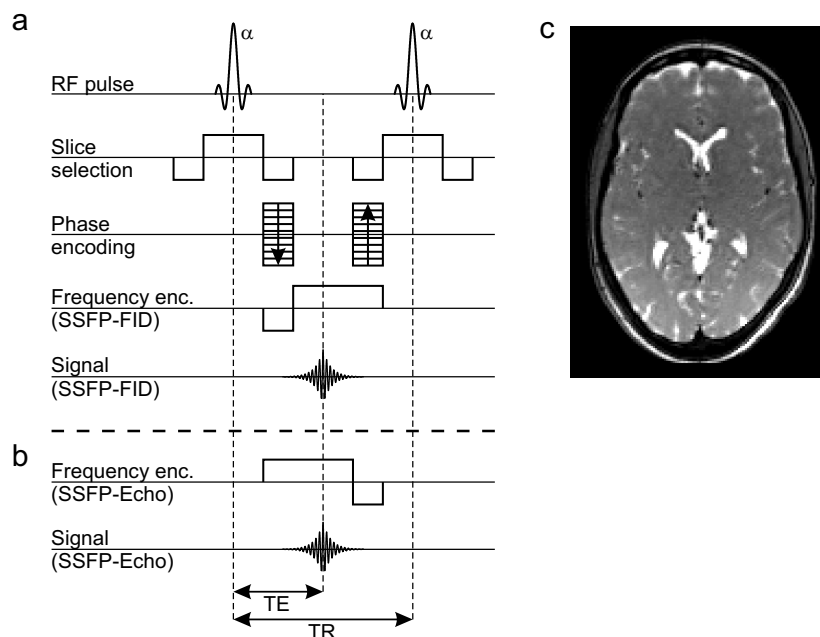 a
c
α
α
RF pulse
Slice
selection
Phase
encoding
Frequency enc.
(SSFP-FID)
Signal
(SSFP-FID)
b
Frequency enc.
(SSFP-Echo)
Signal
(SSFP-Echo)
TE
TR